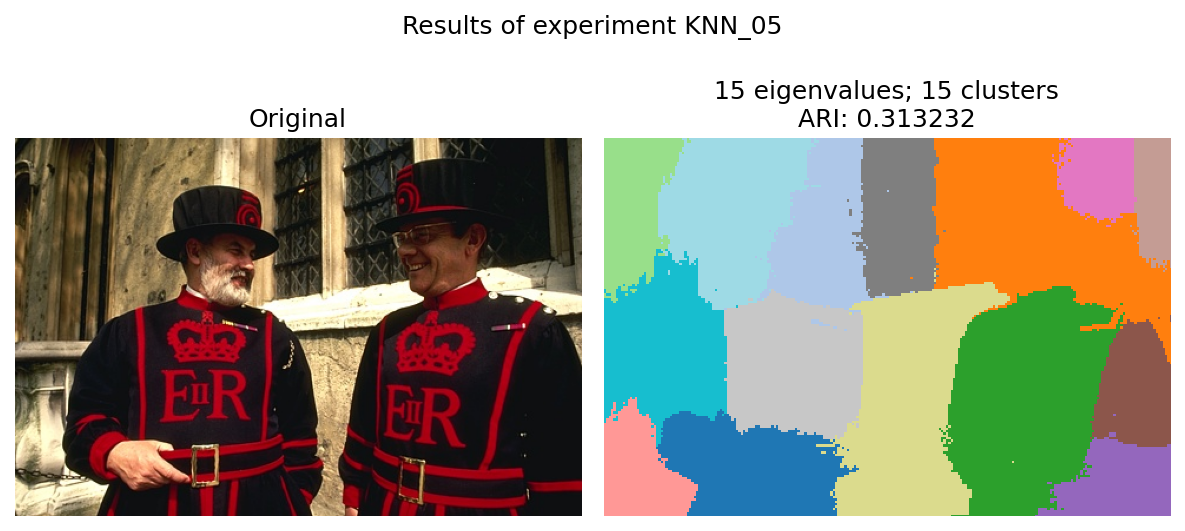 Results of experiment KNN_05
Original
15 eigenvalues; 15 clusters
ARI: 0.313232
EIIR
EIIR